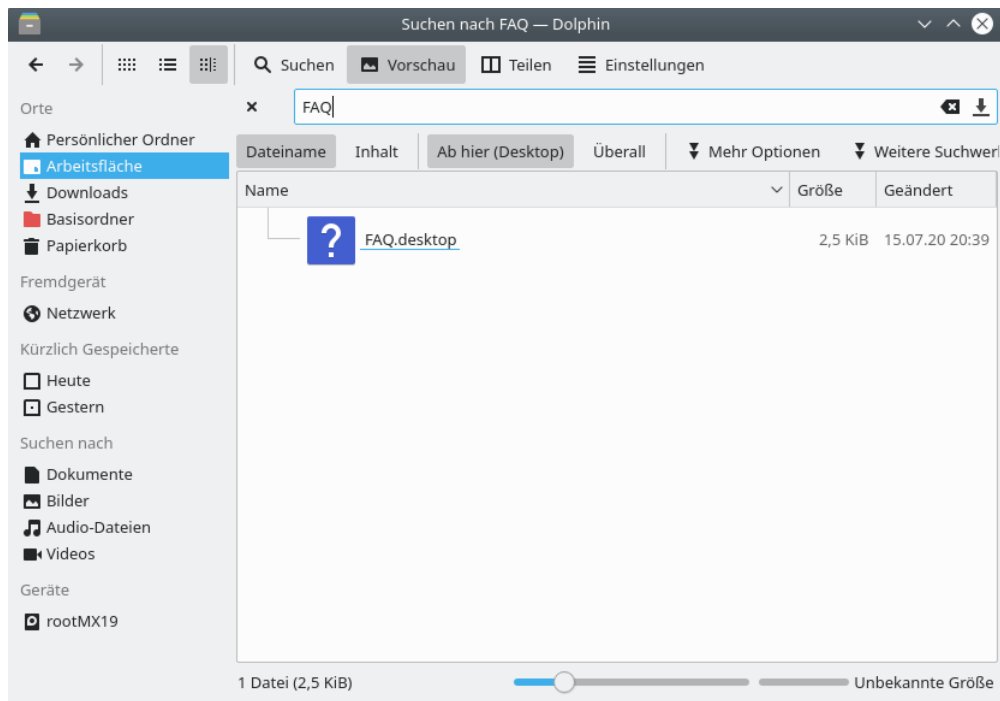 Suchen nach FAQ — Dolphin
Suchen Vorschau Teilen Einstellungen
Orte
Persönlicher Ordner
Arbeitsfläche
Downloads
Basisordner
Papierkorb
Fremdgerät
Netzwerk
Kürzlich Gespeicherte
Heute
Gestern
Suchen nach
Dokumente
Bilder
Audio-Dateien
Videos
Geräte
rootMX19
FAQ
Dateiname Inhalt Ab hier (Desktop) Überall Mehr Optionen Weitere Suchwer
Name Größe Geändert
? FAQ.desktop 2,5 KiB 15.07.20 20:39
1 Datei (2,5 KiB) Unbekannte Größe